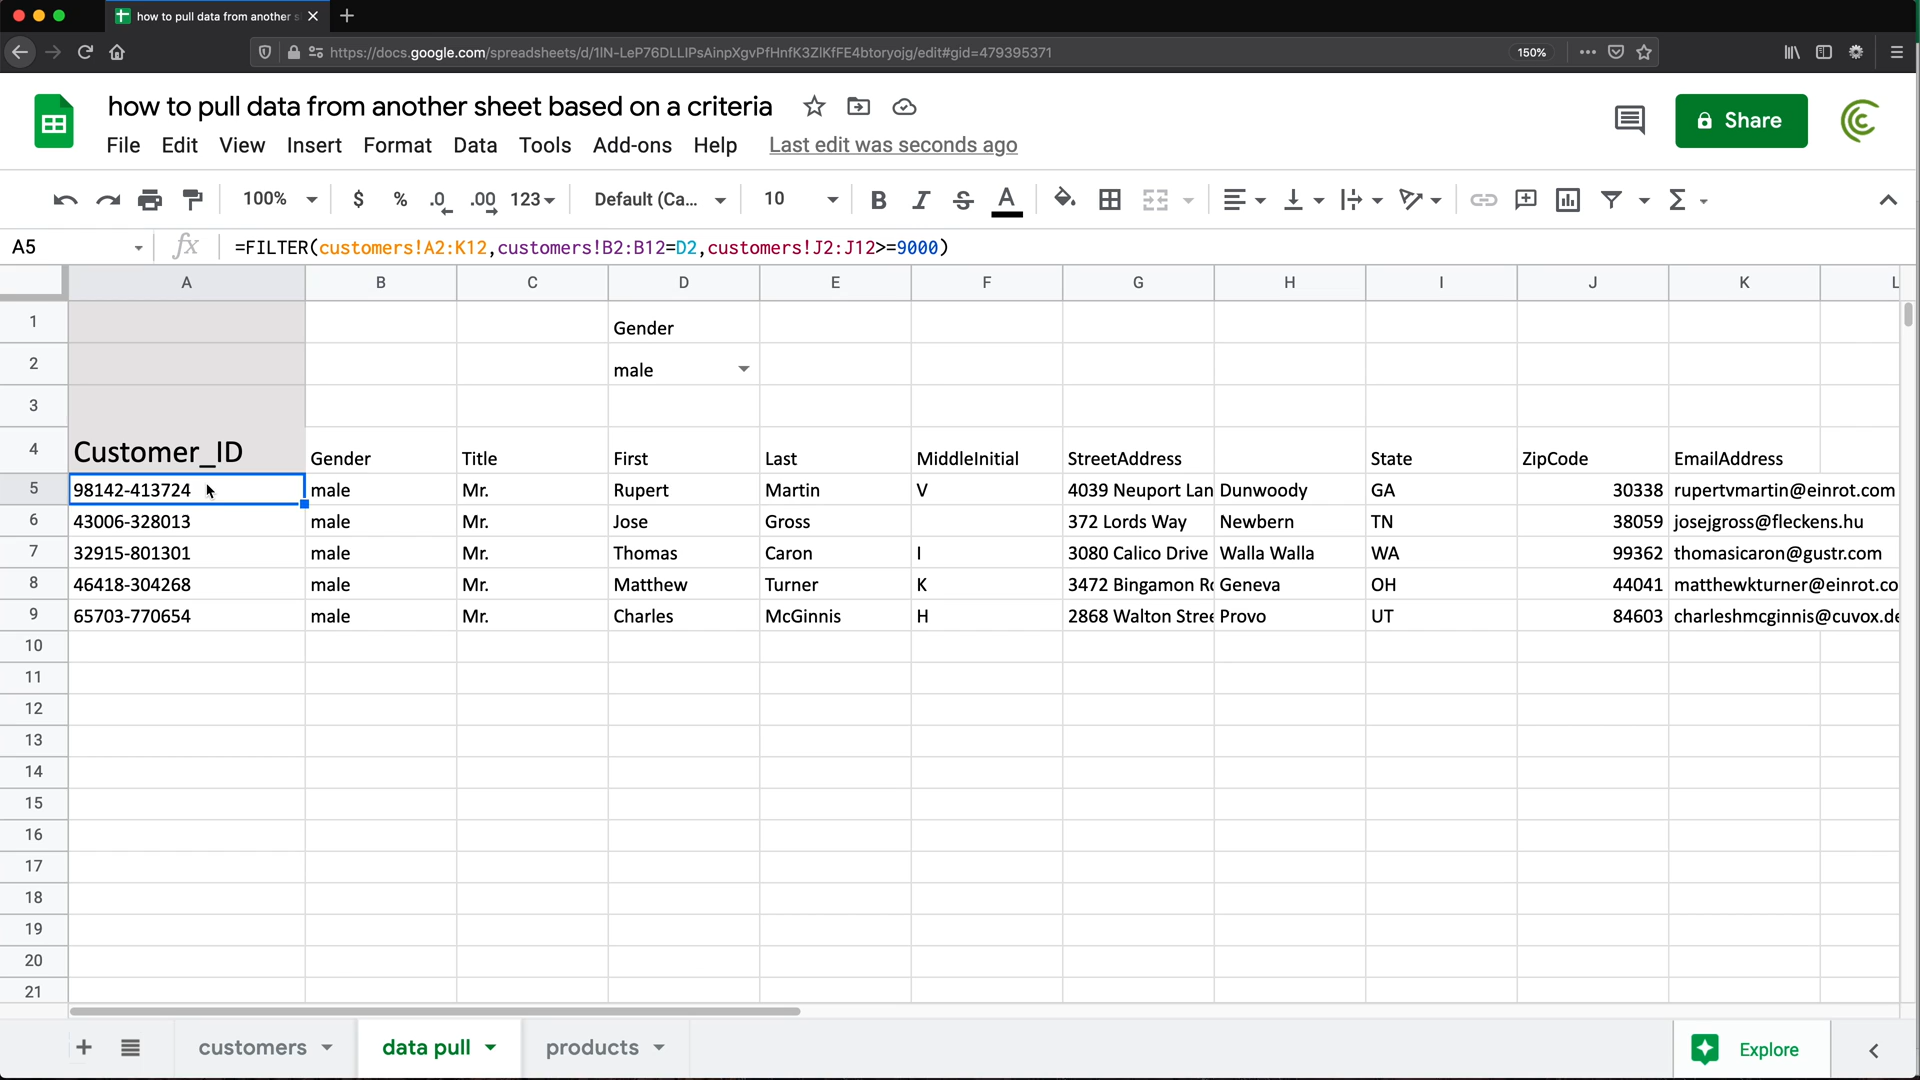 how to pull data from another s
https://docs.google.com/spreadsheets/d/1lN-LeP76DLLIPsAinpXgvPfHnfK3ZlKfFE4btoryojg/edit#gid=479395371
150%
how to pull data from another sheet based on a criteria
Share
File Edit View Insert Format Data Tools Add-ons Help Last edit was seconds ago
100% $ % .0 .00 123 Default (Ca... 10 B I S A
A5 fx =FILTER(customers!A2:K12,customers!B2:B12=D2,customers!J2:J12>=9000)
A B C D E F G H I J K L
1 Gender
2 male
3
4 Customer_ID Gender Title First Last MiddleInitial StreetAddress State ZipCode EmailAddress
5 98142-413724 male Mr. Rupert Martin V 4039 Neuport Lan Dunwoody GA 30338 rupertvmartin@einrot.com
6 43006-328013 male Mr. Jose Gross 372 Lords Way Newbern TN 38059 josejgross@fleckens.hu
7 32915-801301 male Mr. Thomas Caron I 3080 Calico Drive Walla Walla WA 99362 thomasicaron@gustr.com
8 46418-304268 male Mr. Matthew Turner K 3472 Bingamon Ro Geneva OH 44041 matthewkturner@einrot.co
9 65703-770654 male Mr. Charles McGinnis H 2868 Walton Stree Provo UT 84603 charleshmcginnis@cuvox.de
10
11
12
13
14
15
16
17
18
19
20
21
customers data pull products Explore